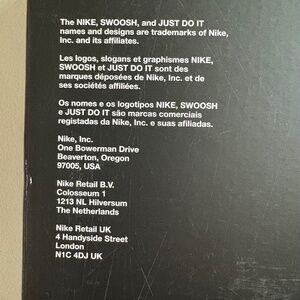 The NIKE, SWOOSH, and JUST DO IT
names and designs are trademarks of Nike,
Inc. and its affiliates.
Les logos, slogans et graphismes NIKE,
SWOOSH et JUST DO IT sont des
marques déposées de Nike, Inc. et de
ses sociétés affiliées.
Os nomes e os logotipos NIKE, SWOOSH
e JUST DO IT são marcas comerciais
registadas da Nike, Inc. e suas afiliadas.
Nike, Inc.
One Bowerman Drive
Beaverton, Oregon
97005, USA
Nike Retail B.V.
Colosseum 1
1213 NL Hilversum
The Netherlands
Nike Retail UK
4 Handyside Street
London
N1C 4DJ UK